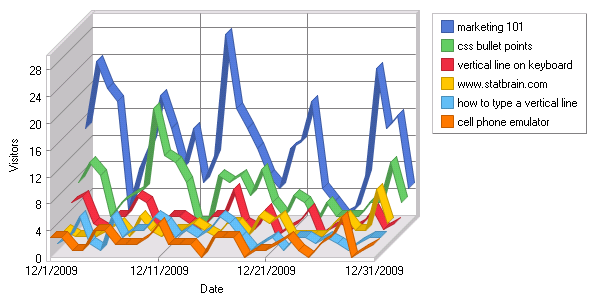 marketing 101
css bullet points
vertical line on keyboard
www.statbrain.com
how to type a vertical line
cell phone emulator
Visitors
28
24
20
16
12
8
4
0
12/1/2009 12/11/2009 12/21/2009 12/31/2009
Date